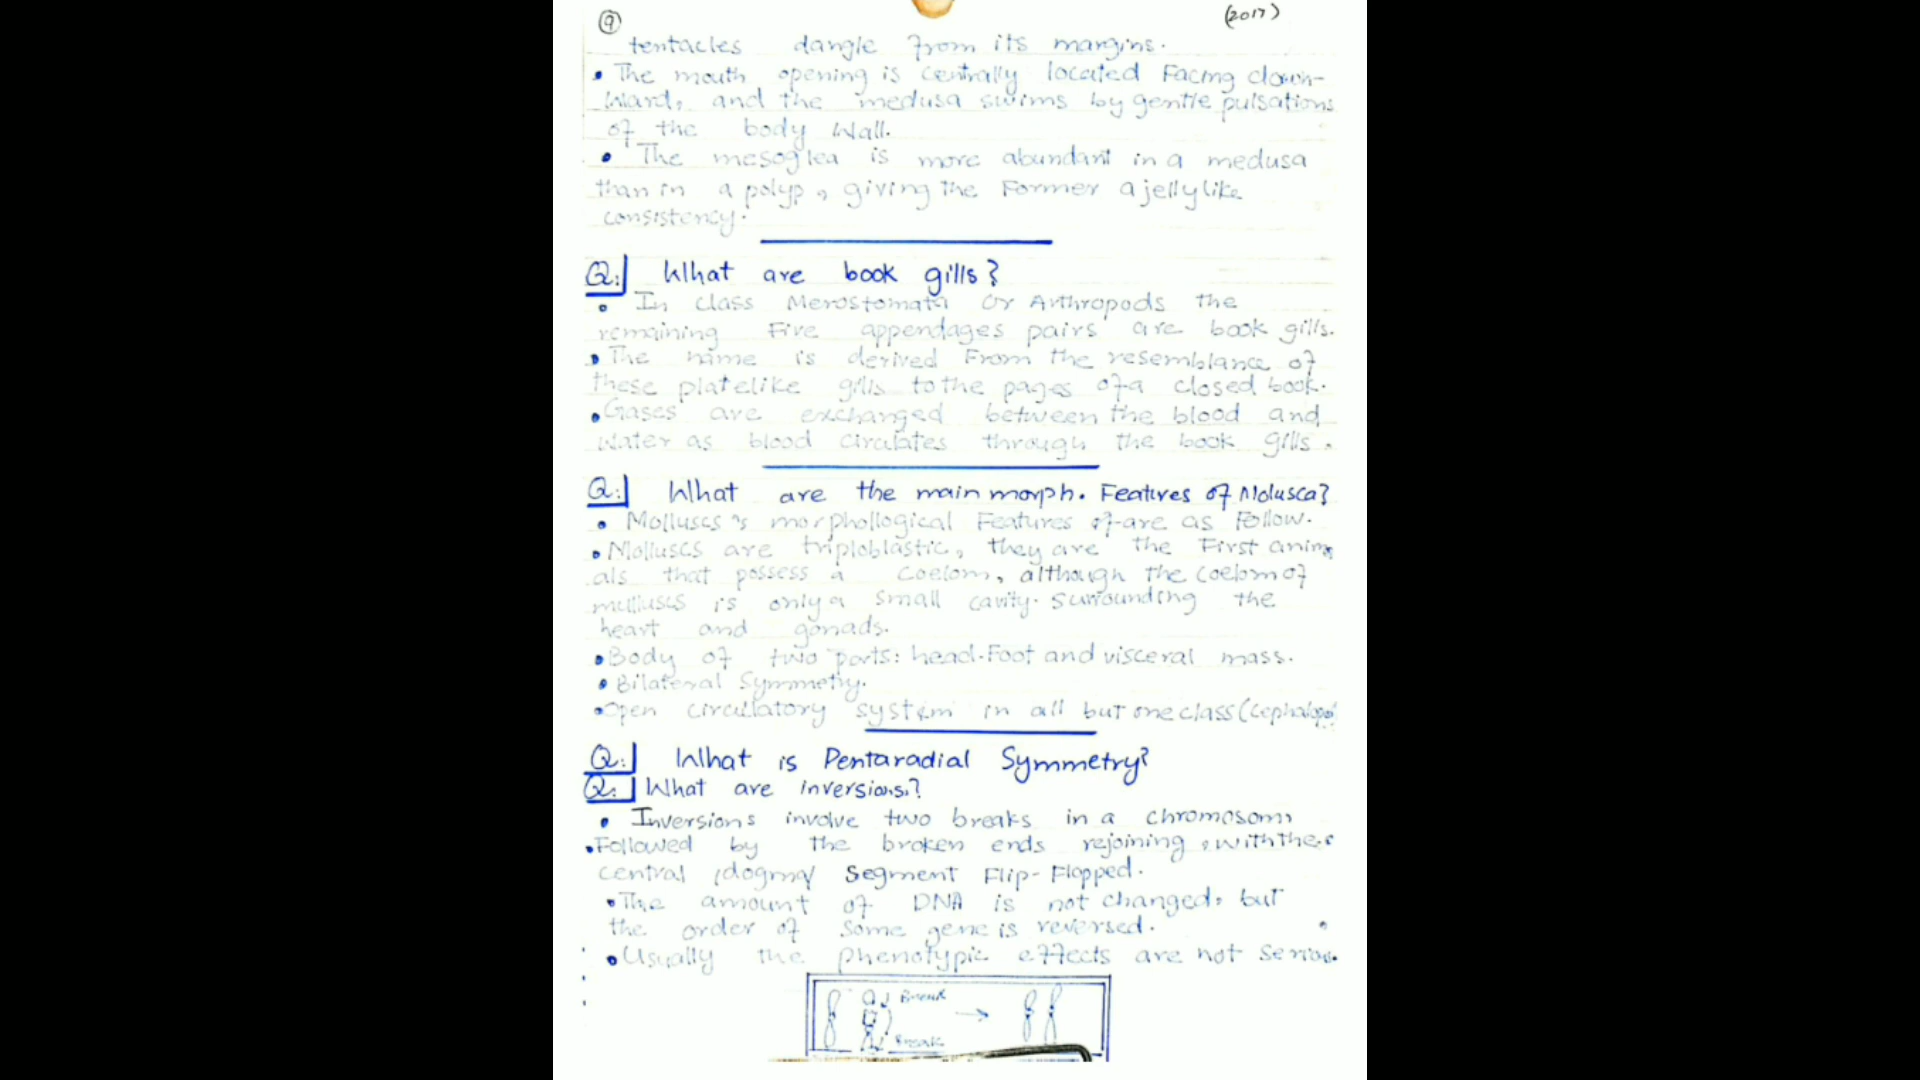 9
(2017)
tentacles dangle from its margins.
• The mouth opening is centrally located Facing down-
ward, and the medusa swims by gentle pulsations
of the body wall.
• The mesoglea is more abundant in a medusa
than in a polyp, giving the Former a jellylike
consistency.
Q: What are book gills?
• In class Merostomata or Arthropods the
remaining Five appendages pairs are book gills.
• The name is derived From the resemblance of
these platelike gills to the pages of a closed book.
• Gases are exchanged between the blood and
water as blood circulates through the book gills.
Q: What are the main morph. Features of Molusca?
• Molluscs's morphollogical Features of are as Follow.
• Molluscs are triploblastic, they are the First anim
als that possess a coelom, although the coelom of
molluscs is only a small cavity. surrounding the
heart and gonads.
• Body of two parts: head-Foot and visceral mass.
• Bilateral Symmetry.
• Open circulatory system in all but one class (cephalopo
Q: What is Pentaradial Symmetry?
Q: What are inversions?
• Inversions involve two breaks in a chromosom
• Followed by the broken ends rejoining, with the
central dogma Segment Flip-Flopped.
• The amount of DNA is not changed, but
the order of some gene is reversed.
• Usually the phenotypic effects are not serious.
Break
Break